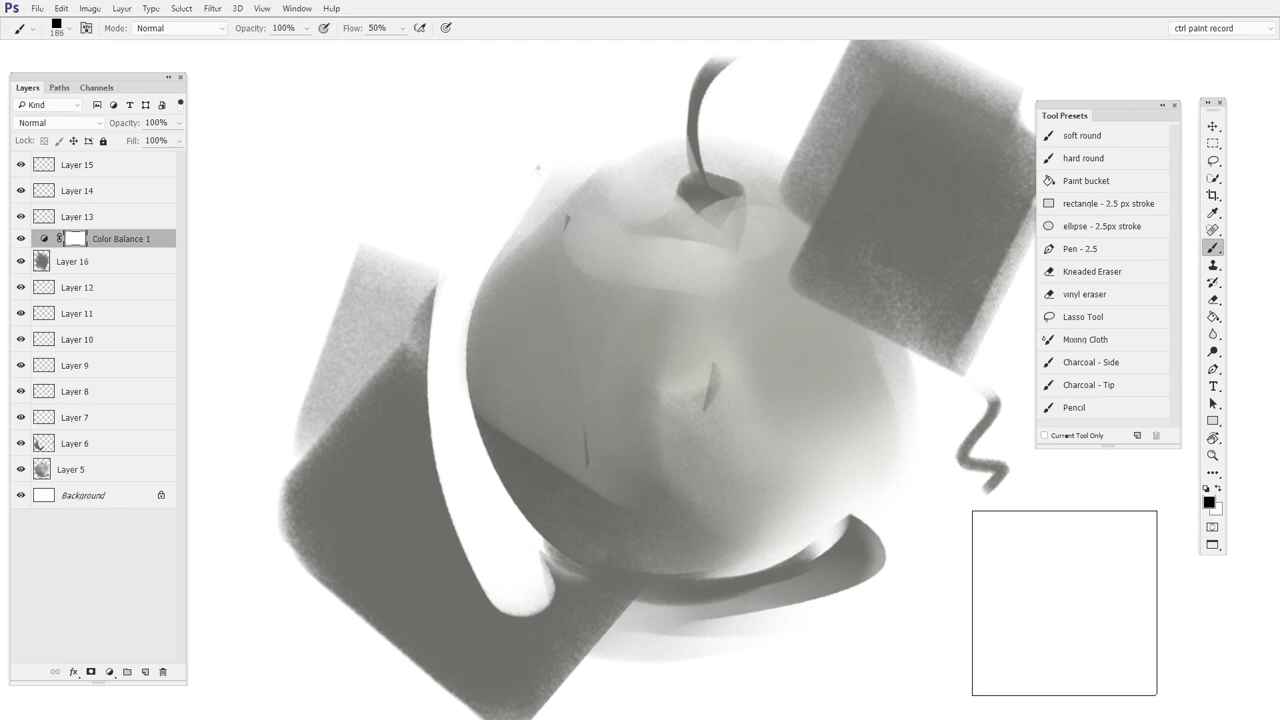 Ps File Edit Image Layer Type Select Filter 3D View Window Help
186 Mode: Normal Opacity: 100% Flow: 50% ctrl paint record
Layers Paths Channels
Kind
Normal Opacity: 100%
Lock: Fill: 100%
Layer 15
Layer 14
Layer 13
Color Balance 1
Layer 16
Layer 12
Layer 11
Layer 10
Layer 9
Layer 8
Layer 7
Layer 6
Layer 5
Background
fx
Tool Presets
soft round
hard round
Paint bucket
rectangle - 2.5 px stroke
ellipse - 2.5px stroke
Pen - 2.5
Kneaded Eraser
vinyl eraser
Lasso Tool
Mixing Cloth
Charcoal - Side
Charcoal - Tip
Pencil
Current Tool Only